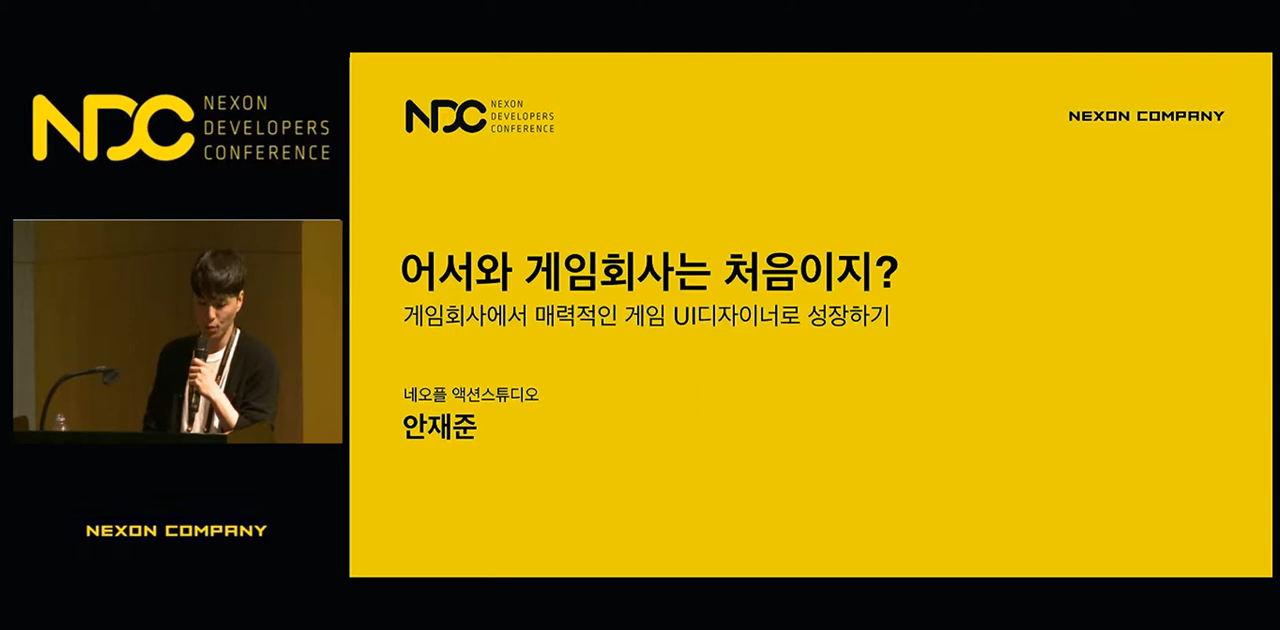 NDC NEXON
DEVELOPERS
CONFERENCE
NEXON COMPANY
NDC NEXON
DEVELOPERS
CONFERENCE
NEXON COMPANY
어서와 게임회사는 처음이지?
게임회사에서 매력적인 게임 UI디자이너로 성장하기
네오플 액션스튜디오
안재준